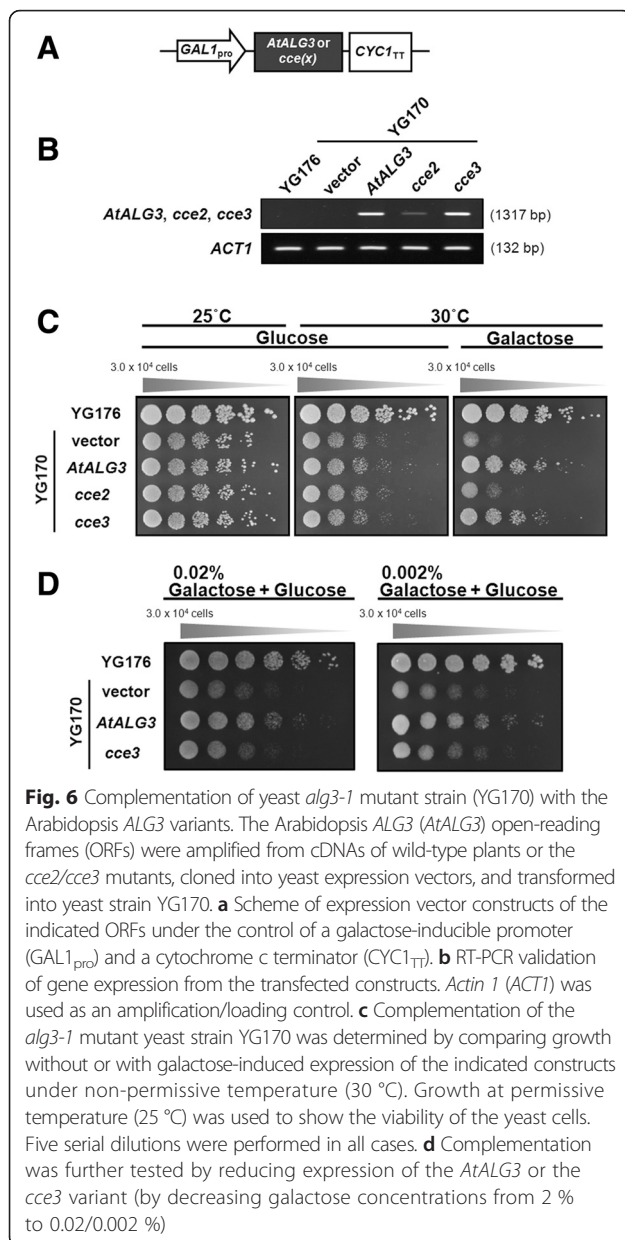 A
GAL1pro
AtALG3 or
cce(x)
CYC1TT
B
YG170
YG176
vector
AtALG3
cce2
cce3
AtALG3, cce2, cce3
(1317 bp)
ACT1
(132 bp)
C
25˚C
30˚C
Glucose
Galactose
3.0 x 10⁴ cells
3.0 x 10⁴ cells
3.0 x 10⁴ cells
YG176
YG170
vector
AtALG3
cce2
cce3
D
0.02%
Galactose + Glucose
0.002%
Galactose + Glucose
3.0 x 10⁴ cells
3.0 x 10⁴ cells
YG176
YG170
vector
AtALG3
cce3
Fig. 6 Complementation of yeast alg3-1 mutant strain (YG170) with the
Arabidopsis ALG3 variants. The Arabidopsis ALG3 (AtALG3) open-reading
frames (ORFs) were amplified from cDNAs of wild-type plants or the
cce2/cce3 mutants, cloned into yeast expression vectors, and transformed
into yeast strain YG170. a Scheme of expression vector constructs of the
indicated ORFs under the control of a galactose-inducible promoter
(GAL1pro) and a cytochrome c terminator (CYC1TT). b RT-PCR validation
of gene expression from the transfected constructs. Actin 1 (ACT1) was
used as an amplification/loading control. c Complementation of the
alg3-1 mutant yeast strain YG170 was determined by comparing growth
without or with galactose-induced expression of the indicated constructs
under non-permissive temperature (30 °C). Growth at permissive
temperature (25 °C) was used to show the viability of the yeast cells.
Five serial dilutions were performed in all cases. d Complementation
was further tested by reducing expression of the AtALG3 or the
cce3 variant (by decreasing galactose concentrations from 2 %
to 0.02/0.002 %)